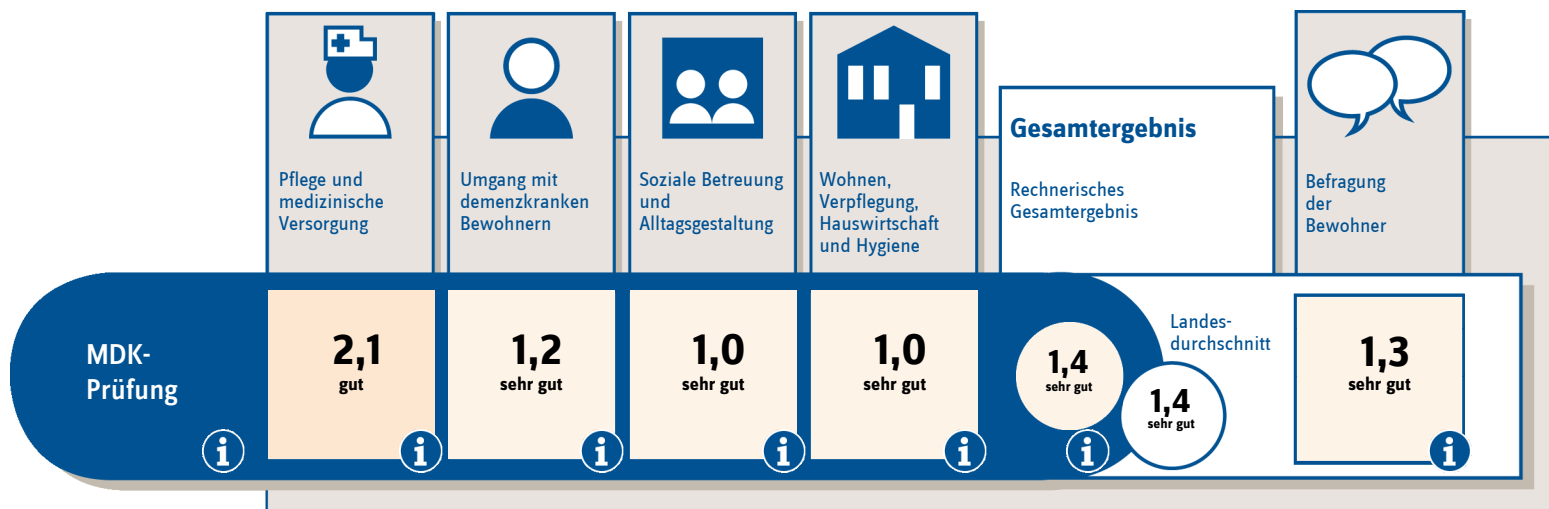 Pflege und
medizinische
Versorgung
Umgang mit
demenzkranken
Bewohnern
Soziale Betreuung
und
Alltagsgestaltung
Wohnen,
Verpflegung,
Hauswirtschaft
und Hygiene
Gesamtergebnis
Rechnerisches
Gesamtergebnis
Befragung
der
Bewohner
MDK-
Prüfung
i
2,1
gut
i
1,2
sehr gut
i
1,0
sehr gut
i
1,0
sehr gut
i
1,4
sehr gut
i
Landes-
durchschnitt
1,4
sehr gut
1,3
sehr gut
i